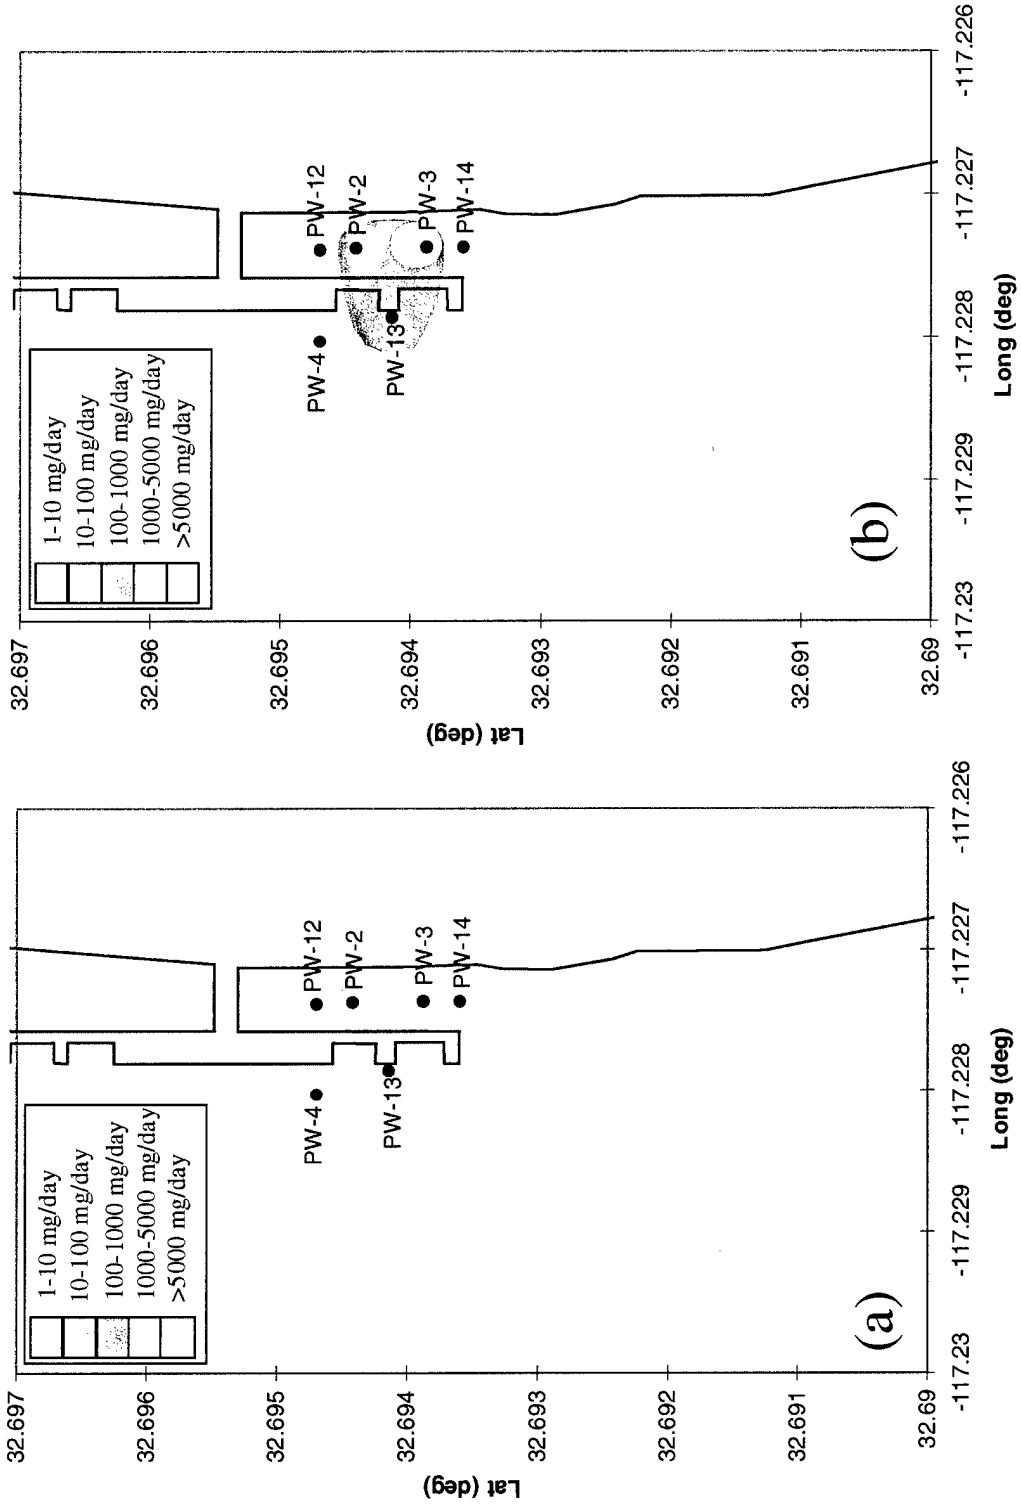 1-10 mg/day
10-100 mg/day
100-1000 mg/day
1000-5000 mg/day
>5000 mg/day
32.697
32.696
32.695
32.694
32.693
32.692
32.691
32.69
Lat (deg)
PW-12
PW-2
PW-3
PW-14
PW-4
PW-13
(a)
-117.23
-117.229
-117.228
-117.227
-117.226
Long (deg)
1-10 mg/day
10-100 mg/day
100-1000 mg/day
1000-5000 mg/day
>5000 mg/day
32.697
32.696
32.695
32.694
32.693
32.692
32.691
32.69
Lat (deg)
PW-12
PW-2
PW-3
PW-14
PW-4
PW-13
(b)
-117.23
-117.229
-117.228
-117.227
-117.226
Long (deg)